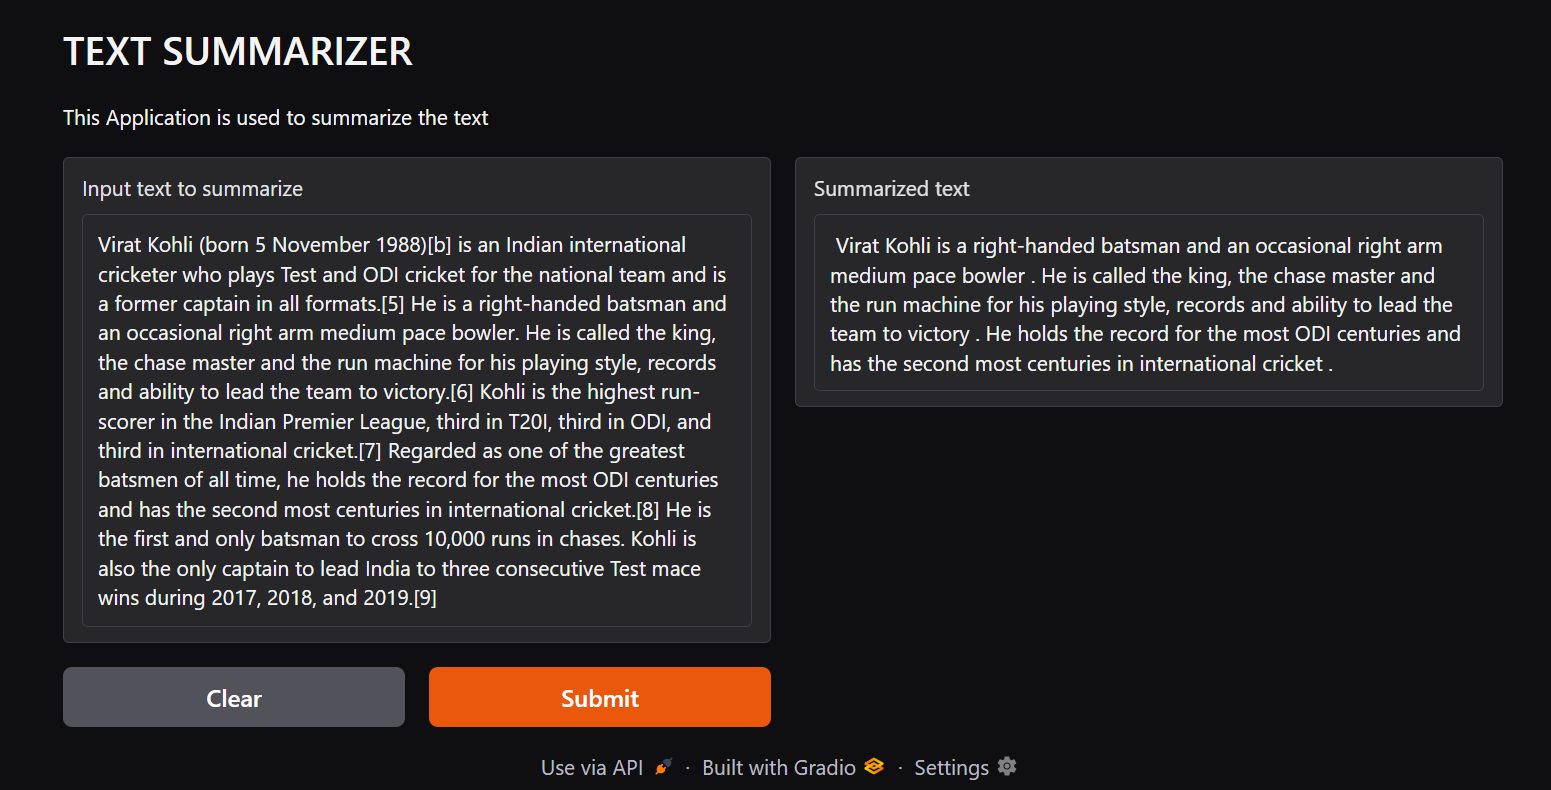 TEXT SUMMARIZER
This Application is used to summarize the text
Input text to summarize
Virat Kohli (born 5 November 1988)[b] is an Indian international
cricketer who plays Test and ODI cricket for the national team and is
a former captain in all formats.[5] He is a right-handed batsman and
an occasional right arm medium pace bowler. He is called the king,
the chase master and the run machine for his playing style, records
and ability to lead the team to victory.[6] Kohli is the highest run-
scorer in the Indian Premier League, third in T20I, third in ODI, and
third in international cricket.[7] Regarded as one of the greatest
batsmen of all time, he holds the record for the most ODI centuries
and has the second most centuries in international cricket.[8] He is
the first and only batsman to cross 10,000 runs in chases. Kohli is
also the only captain to lead India to three consecutive Test mace
wins during 2017, 2018, and 2019.[9]
Summarized text
Virat Kohli is a right-handed batsman and an occasional right arm
medium pace bowler . He is called the king, the chase master and
the run machine for his playing style, records and ability to lead the
team to victory . He holds the record for the most ODI centuries and
has the second most centuries in international cricket .
Clear
Submit
Use via API · Built with Gradio · Settings